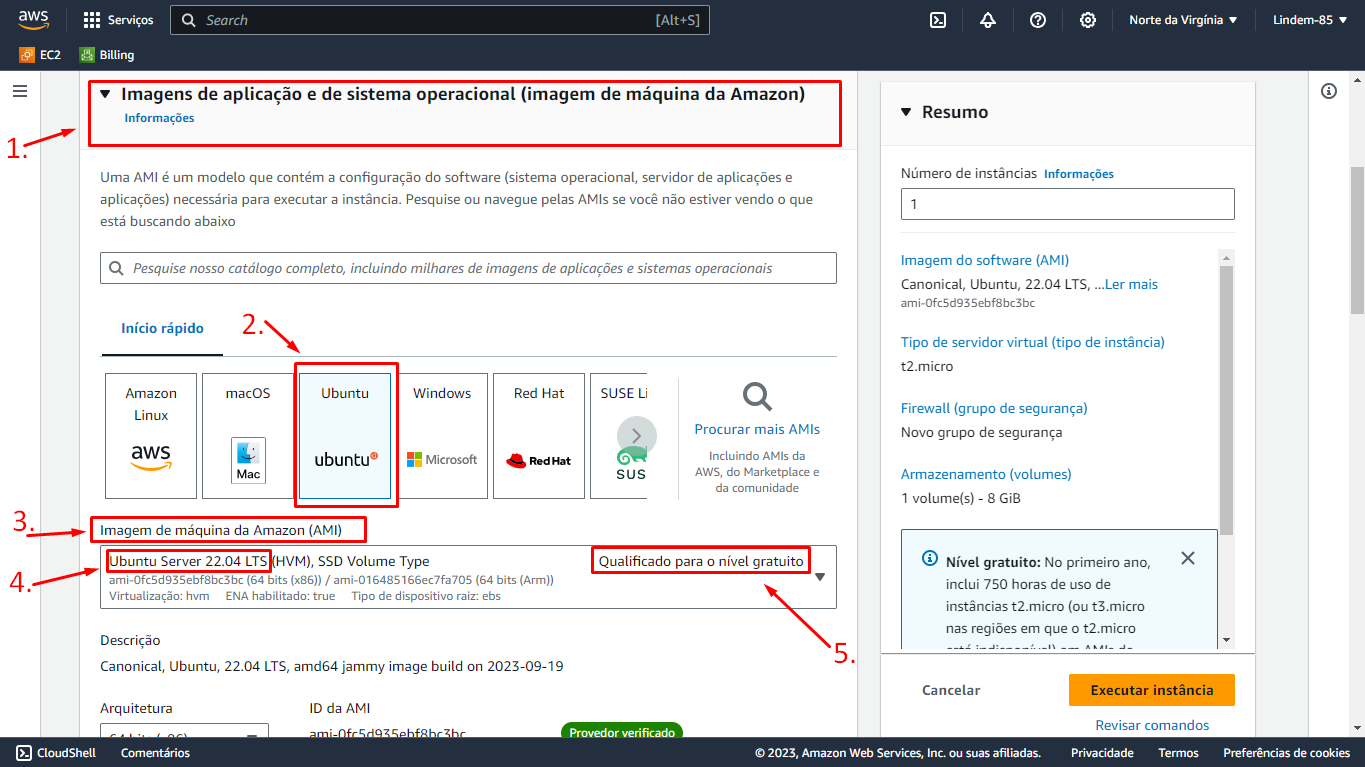 aws
Serviços
Search
[Alt+S]
Norte da Virgínia
Lindem-85
EC2
Billing
1.
Imagens de aplicação e de sistema operacional (imagem de máquina da Amazon)
Informações
Uma AMI é um modelo que contém a configuração do software (sistema operacional, servidor de aplicações e
aplicações) necessária para executar a instância. Pesquise ou navegue pelas AMIs se você não estiver vendo o que
está buscando abaixo
Pesquise nosso catálogo completo, incluindo milhares de imagens de aplicações e sistemas operacionais
Início rápido
2.
Amazon
Linux
aws
macOS
Mac
Ubuntu
ubuntu
Windows
Microsoft
Red Hat
Red Hat
SUSE Li
SUS
Procurar mais AMIs
Incluindo AMIs da
AWS, do Marketplace e
da comunidade
3.
Imagem de máquina da Amazon (AMI)
4.
Ubuntu Server 22.04 LTS (HVM), SSD Volume Type
Qualificado para o nível gratuito
ami-0fc5d935ebf8bc3bc (64 bits (x86)) / ami-016485166ec7fa705 (64 bits (Arm))
Virtualização: hvm ENA habilitado: true Tipo de dispositivo raiz: ebs
5.
Descrição
Canonical, Ubuntu, 22.04 LTS, amd64 jammy image build on 2023-09-19
Arquitetura
64 bits (x86)
ID da AMI
ami-0fc5d935ebf8bc3bc
Provedor verificado
Resumo
Número de instâncias Informações
1
Imagem do software (AMI)
Canonical, Ubuntu, 22.04 LTS, ...Ler mais
ami-0fc5d935ebf8bc3bc
Tipo de servidor virtual (tipo de instância)
t2.micro
Firewall (grupo de segurança)
Novo grupo de segurança
Armazenamento (volumes)
1 volume(s) - 8 GiB
Nível gratuito: No primeiro ano,
inclui 750 horas de uso de
instâncias t2.micro (ou t3.micro
nas regiões em que o t2.micro
está indisponível) em AMIs de
Cancelar
Executar instância
Revisar comandos
CloudShell
Comentários
© 2023, Amazon Web Services, Inc. ou suas afiliadas.
Privacidade
Termos
Preferências de cookies